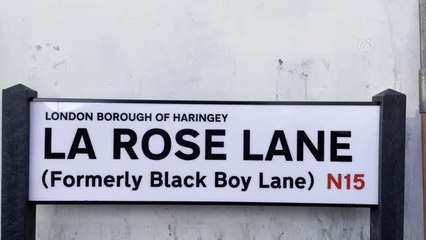 LONDON BOROUGH OF HARINGEY
LA ROSE LANE
(Formerly Black Boy Lane) N15